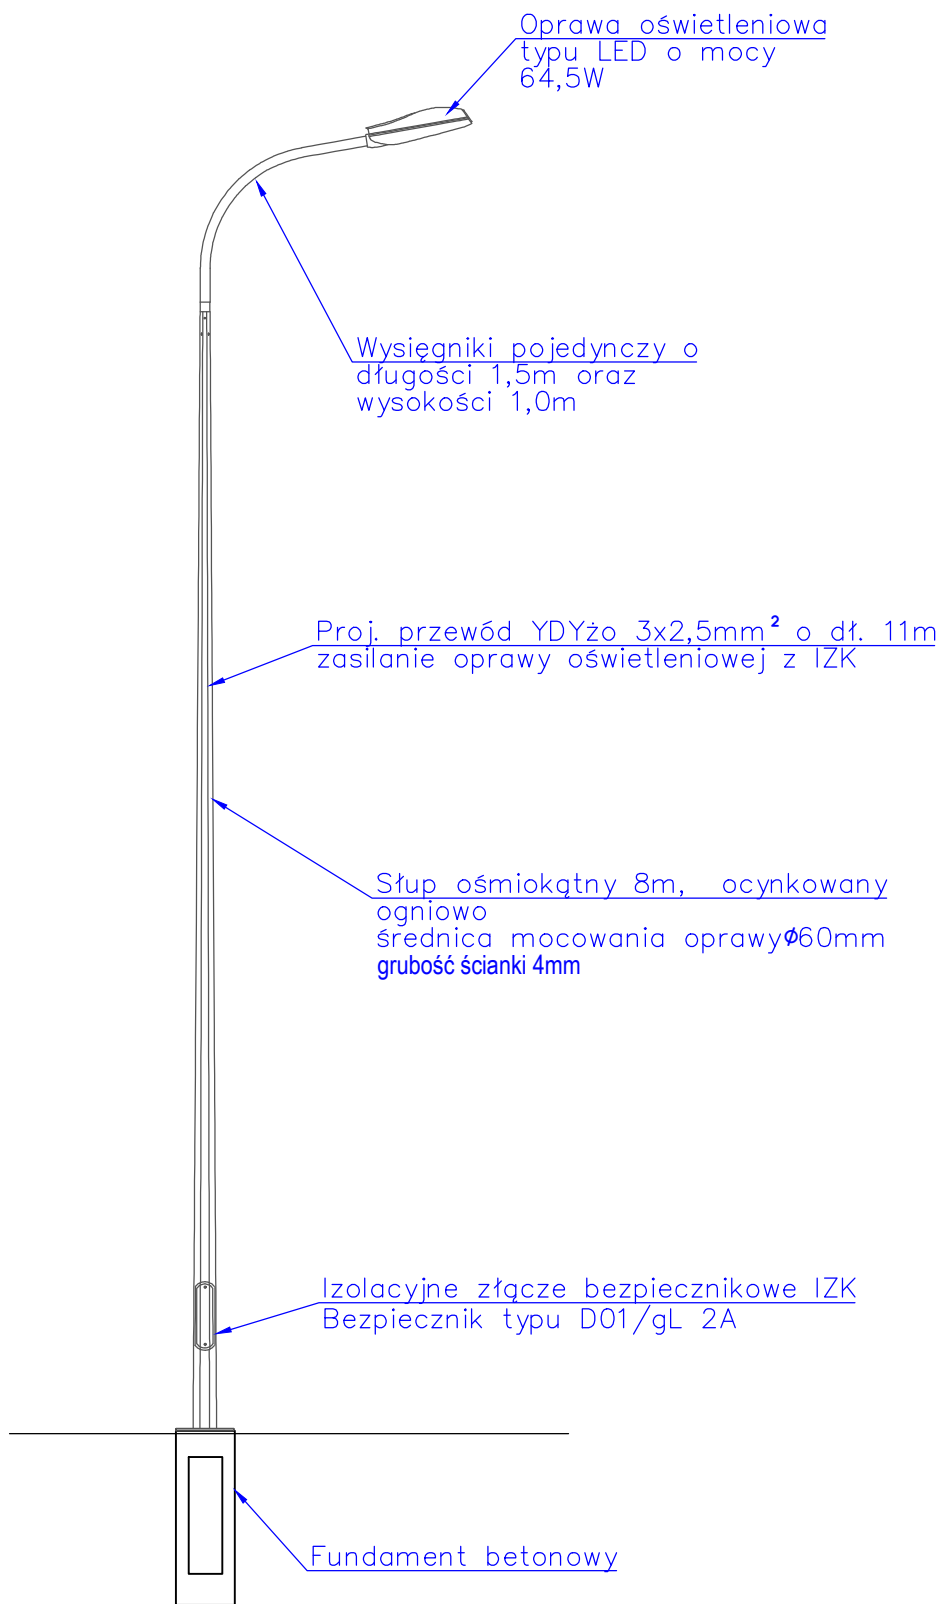 Oprawa oświetleniowa
typu LED o mocy
64,5W
Wysięgniki pojedynczy o
długości 1,5m oraz
wysokości 1,0m
Proj. przewód YDYżo 3x2,5mm² o dł. 11m
zasilanie oprawy oświetleniowej z IZK
Słup ośmiokątny 8m, ocynkowany
ogniowo
średnica mocowania oprawyφ60mm
grubość ścianki 4mm
Izolacyjne złącze bezpiecznikowe IZK
Bezpiecznik typu D01/gL 2A
Fundament betonowy